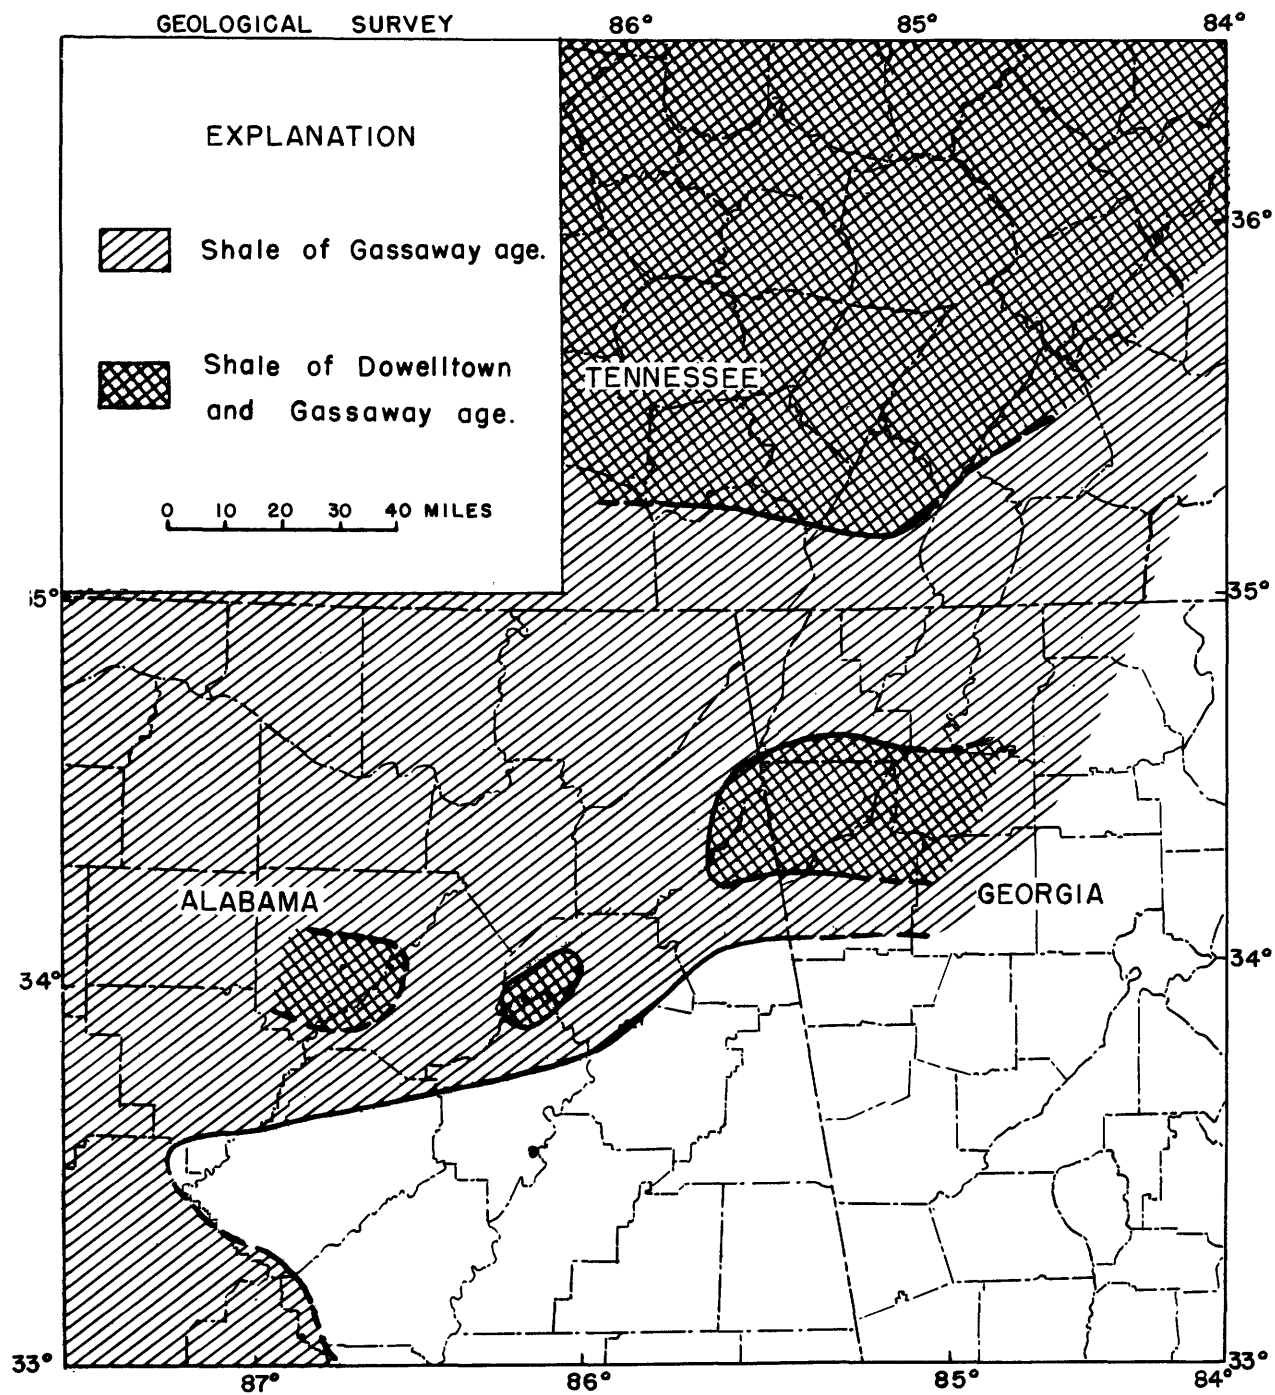 GEOLOGICAL SURVEY
86° 85° 84°
EXPLANATION
Shale of Gassaway age.
Shale of Dowelltown
and Gassaway age.
0 10 20 30 40 MILES
36°
TENNESSEE
35° 35°
ALABAMA
GEORGIA
34° 34°
33° 33°
87° 86° 85° 84°